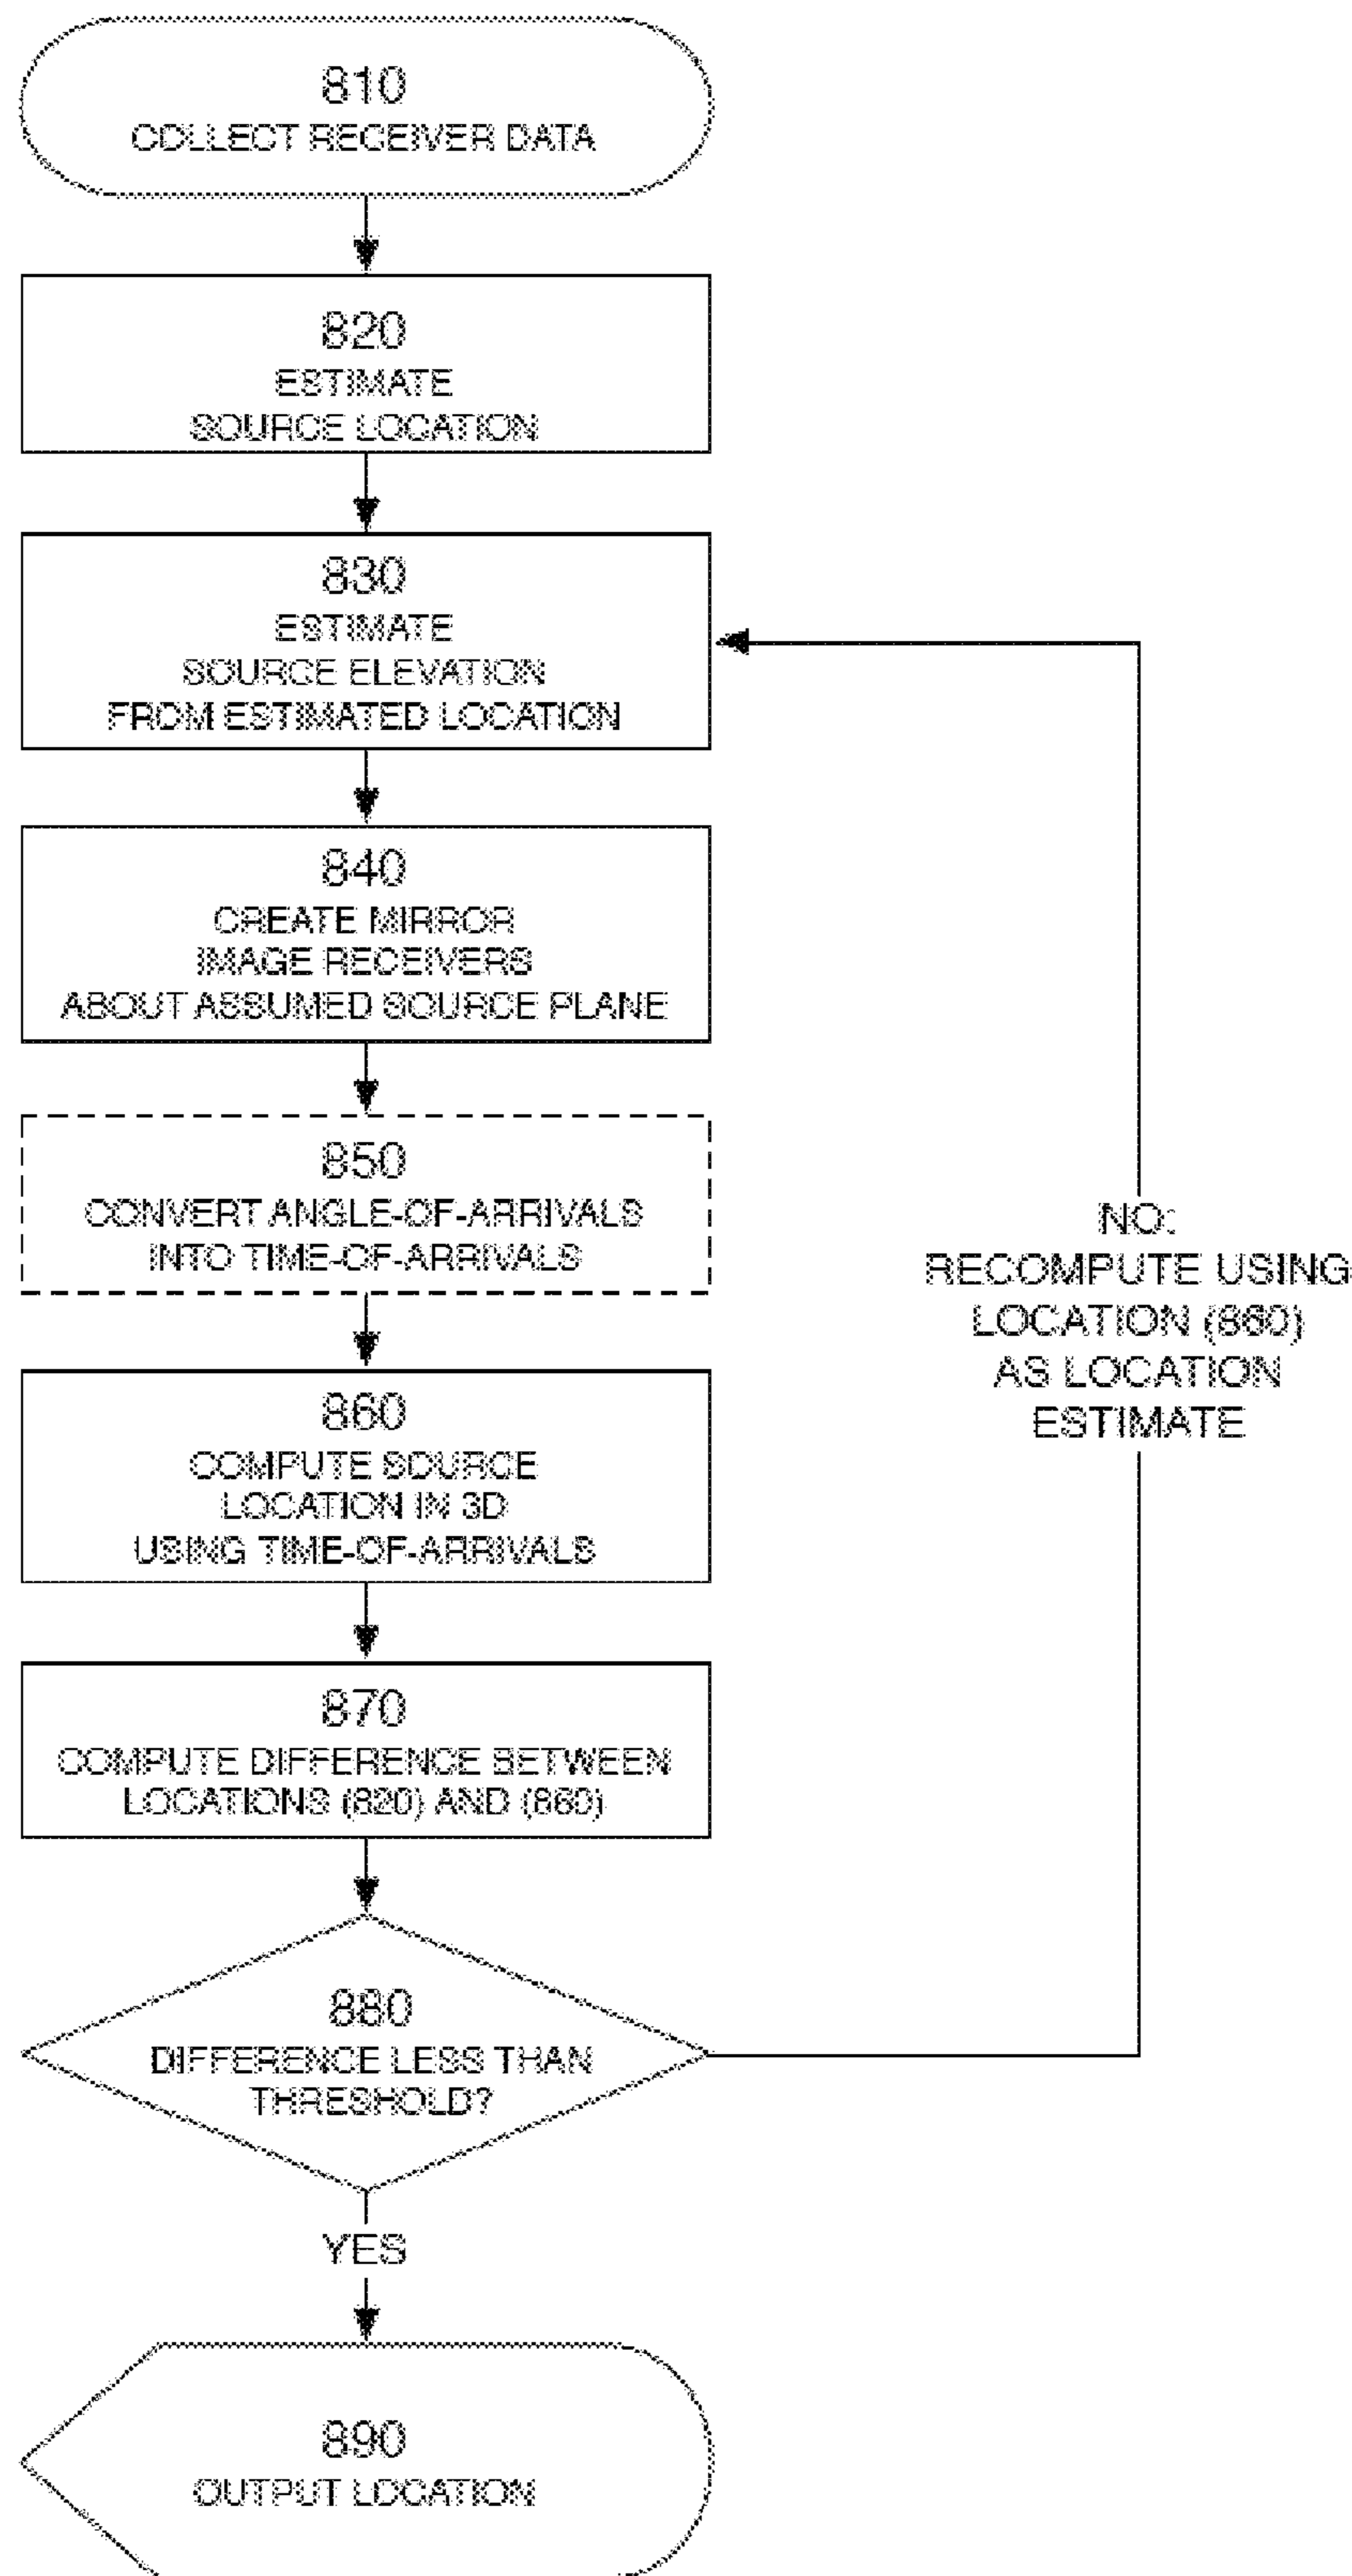 810
COLLECT RECEIVER DATA
820
ESTIMATE
SOURCE LOCATION
830
ESTIMATE
SOURCE ELEVATION
FROM ESTIMATED LOCATION
840
CREATE MIRROR
IMAGE RECEIVERS
ABOUT ASSUMED SOURCE PLANE
850
CONVERT ANGLE-OF-ARRIVALS
INTO TIME-OF-ARRIVALS
NO:
RECOMPUTE USING
LOCATION (860)
AS LOCATION
ESTIMATE
860
COMPUTE SOURCE
LOCATION IN 3D
USING TIME-OF-ARRIVALS
870
COMPUTE DIFFERENCE BETWEEN
LOCATIONS (820) AND (860)
880
DIFFERENCE LESS THAN
THRESHOLD?
YES
890
OUTPUT LOCATION